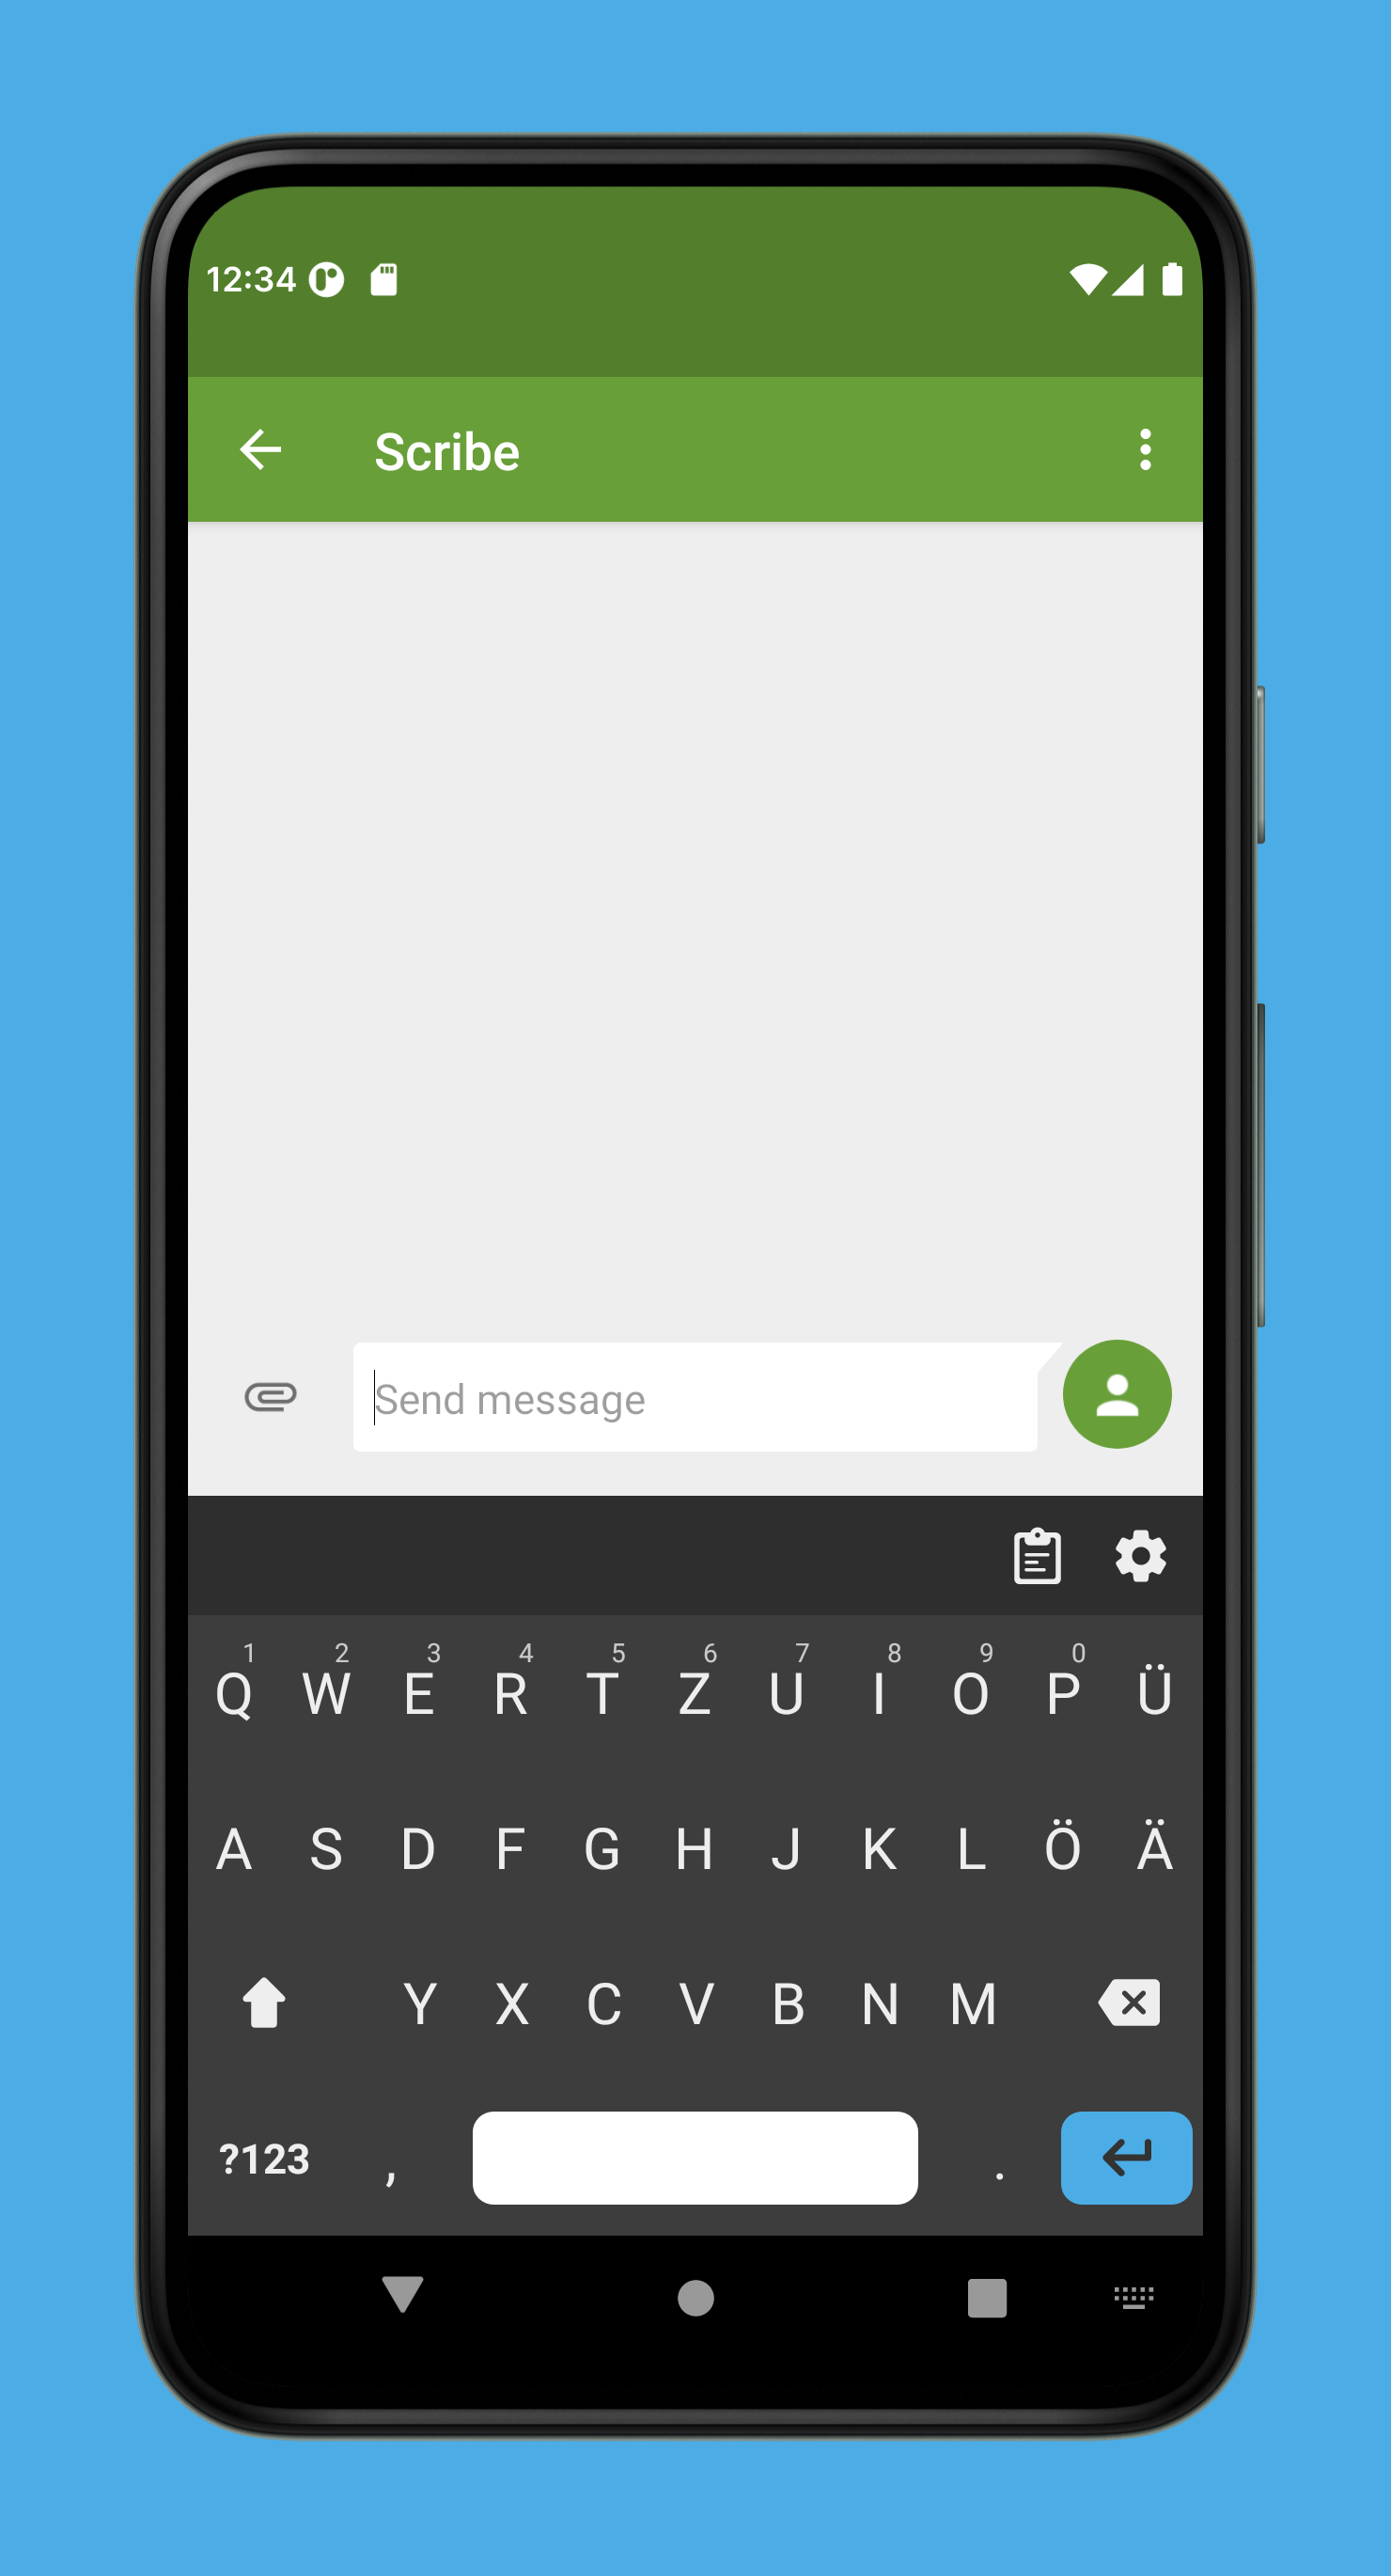 12:34
Scribe
Send message
1 2 3 4 5 6 7 8 9 0
Q W E R T Z U I O P Ü
A S D F G H J K L Ö Ä
Y X C V B N M
?123 , .